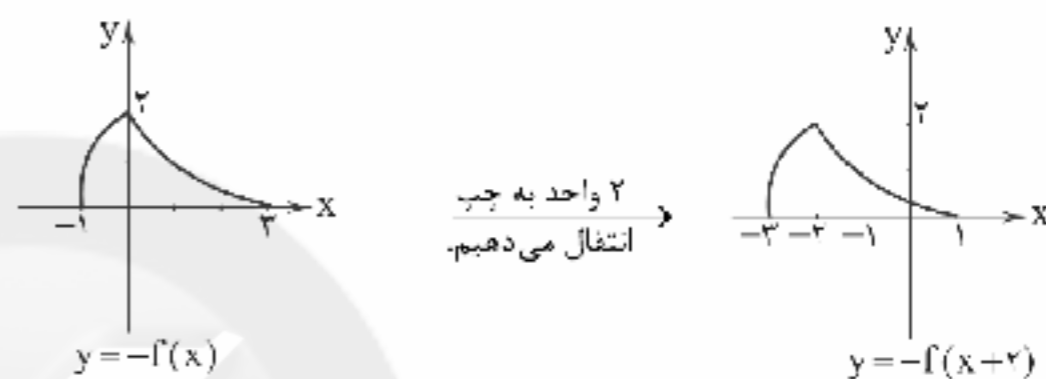 y
۲
−۱
۳
x
y = −f(x)
۲ واحد به چپ
انتقال می‌دهیم.
y
۲
−۳ −۲ −۱ ۱
x
y = −f(x+۲)